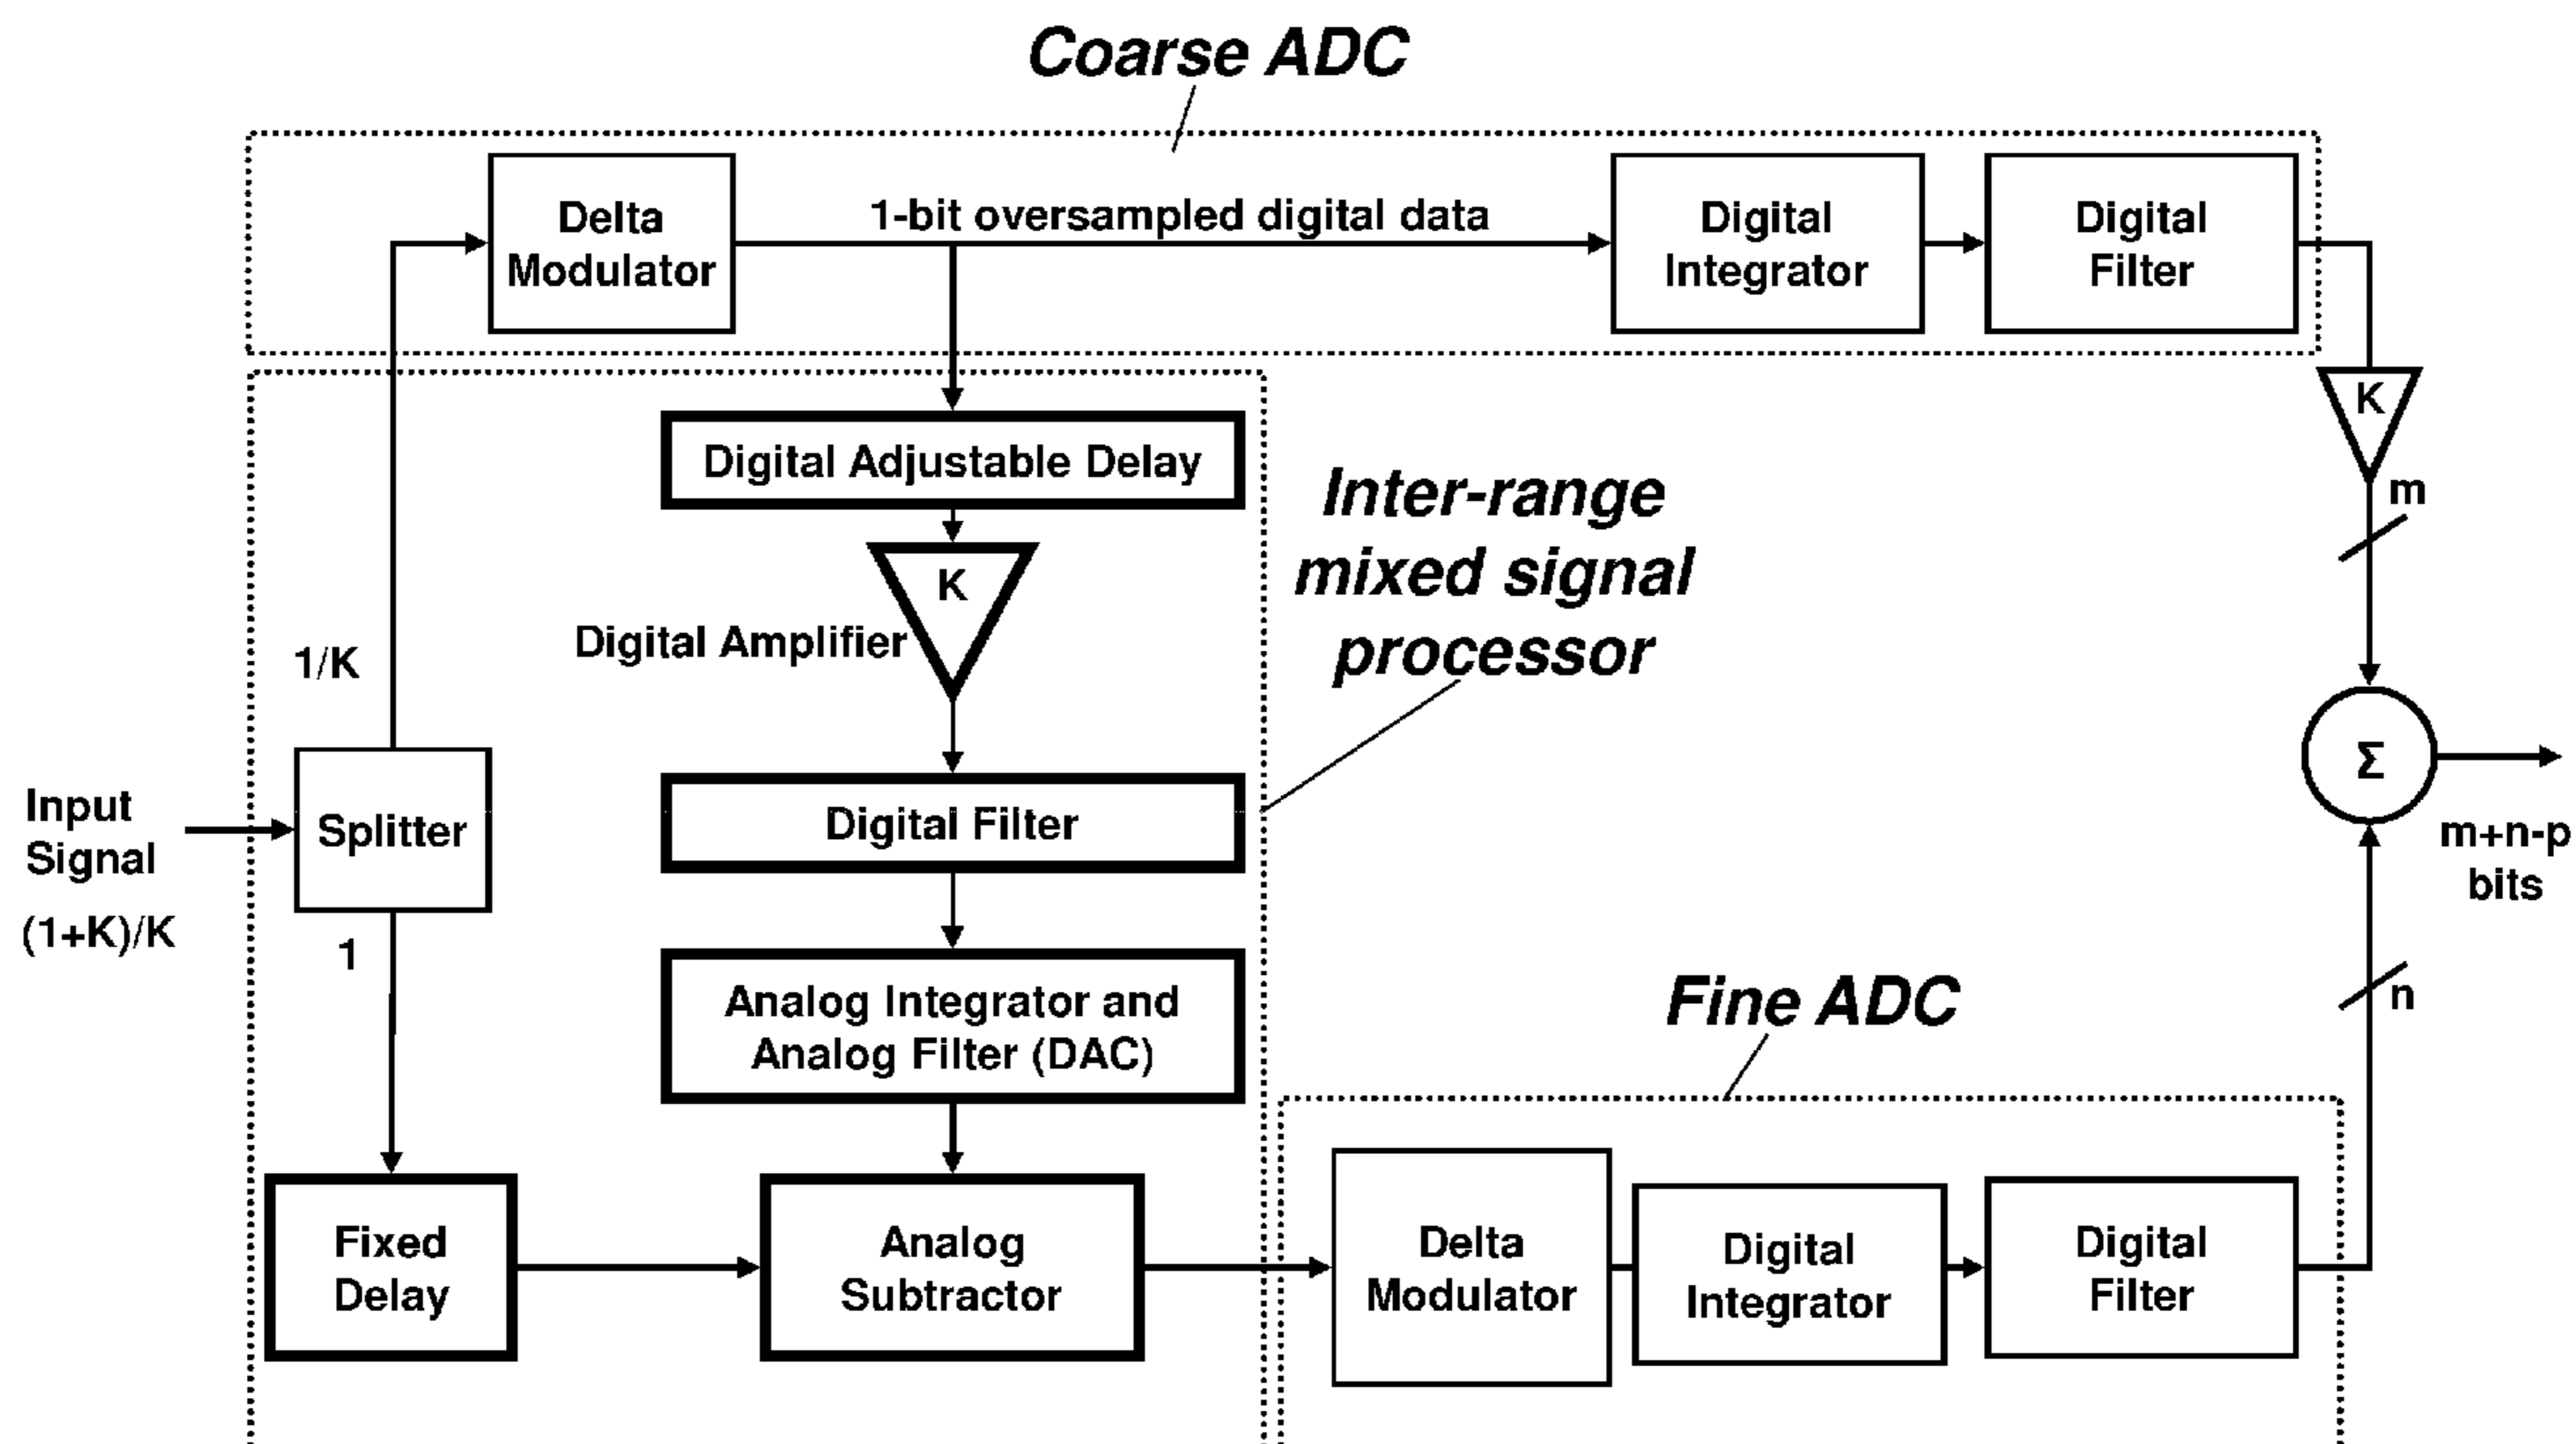 Coarse ADC
Delta
Modulator
1-bit oversampled digital data
Digital
Integrator
Digital
Filter
K
m
Digital Adjustable Delay
K
Digital Amplifier
Inter-range
mixed signal
processor
1/K
Input
Signal
(1+K)/K
Splitter
1
Digital Filter
Analog Integrator and
Analog Filter (DAC)
Σ
m+n-p
bits
n
Fine ADC
Fixed
Delay
Analog
Subtractor
Delta
Modulator
Digital
Integrator
Digital
Filter